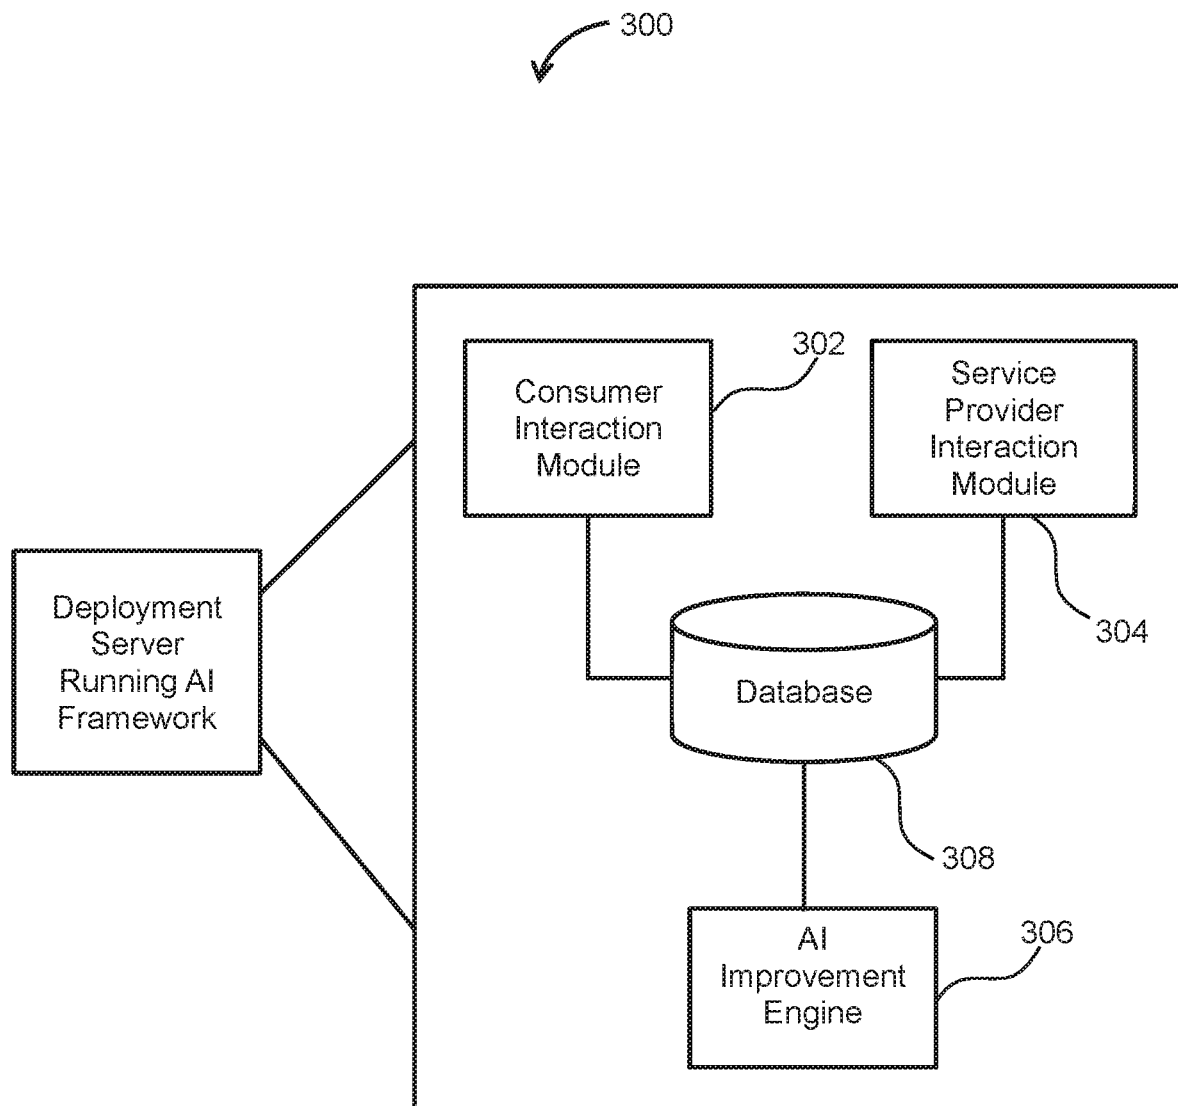 300
302
Consumer
Interaction
Module
Service
Provider
Interaction
Module
304
Deployment
Server
Running AI
Framework
Database
308
AI
Improvement
Engine
306